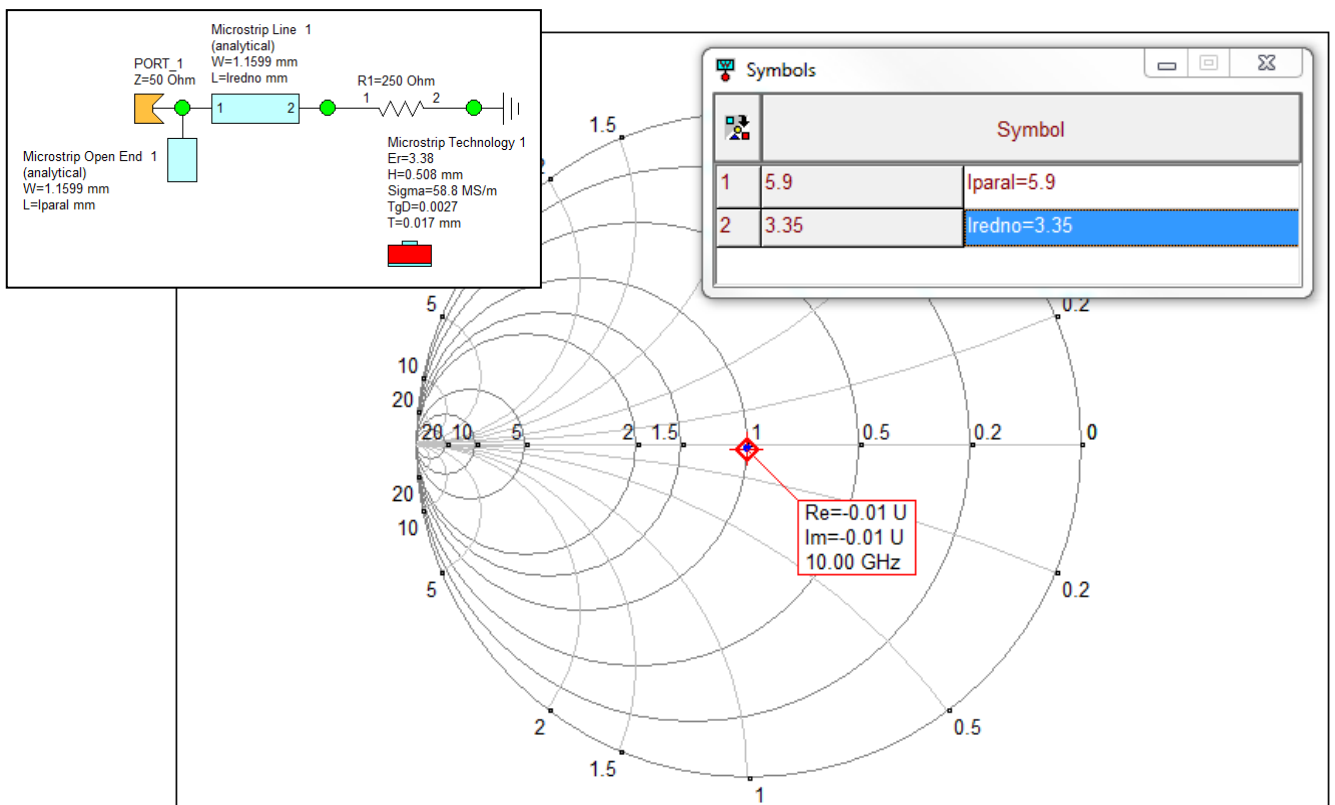 Microstrip Line 1
(analytical)
W=1.1599 mm
L=lredno mm
PORT_1
Z=50 Ohm
R1=250 Ohm
1 2
1 2
Microstrip Open End 1
(analytical)
W=1.1599 mm
L=lparal mm
Microstrip Technology 1
Er=3.38
H=0.508 mm
Sigma=58.8 MS/m
TgD=0.0027
T=0.017 mm
Symbols
Symbol
1 5.9 lparal=5.9
2 3.35 lredno=3.35
1.5
5 0.2
10
20
20 10 5 2 1.5 1 0.5 0.2 0
Re=-0.01 U
Im=-0.01 U
10.00 GHz
20
10
5 0.2
2 0.5
1.5
1